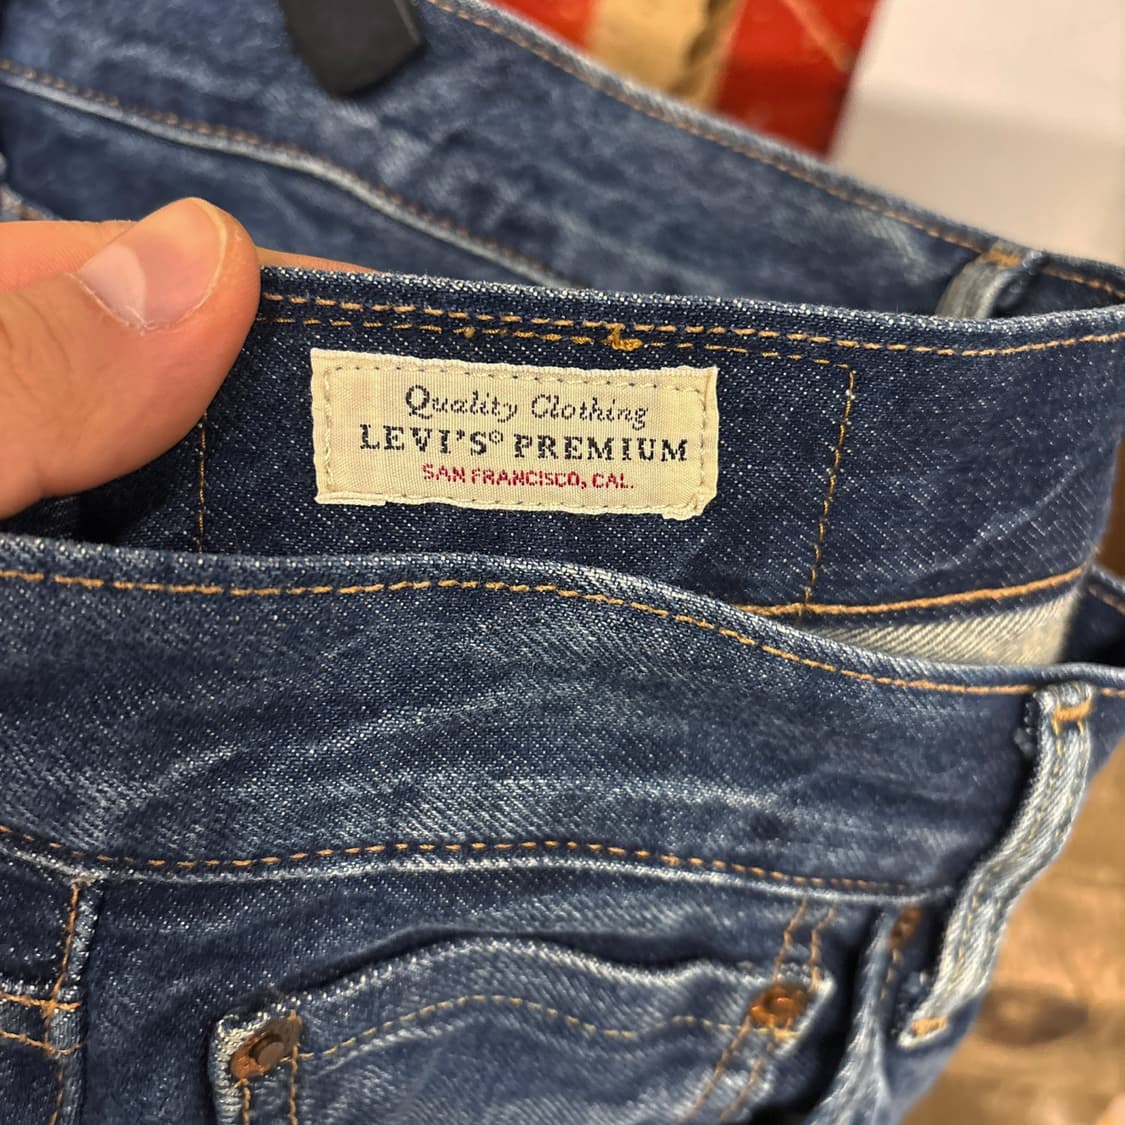 Quality Clothing
LEVI'S® PREMIUM
SAN FRANCISCO, CAL.